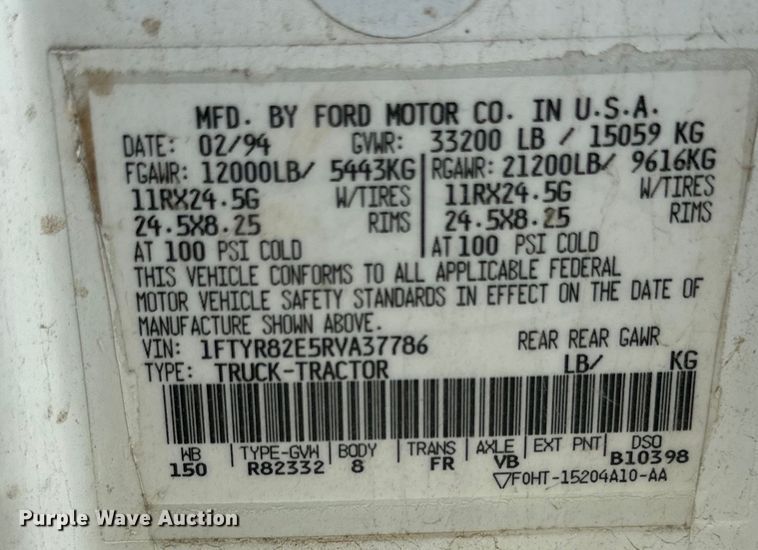 MFD. BY FORD MOTOR CO. IN U.S.A.
DATE: 02/94 GVWR: 33200 LB / 15059 KG
FGAWR: 12000LB/ 5443KG RGAWR: 21200LB/ 9616KG
11RX24.5G W/TIRES 11RX24.5G W/TIRES
24.5X8.25 RIMS 24.5X8.25 RIMS
AT 100 PSI COLD AT 100 PSI COLD
THIS VEHICLE CONFORMS TO ALL APPLICABLE FEDERAL
MOTOR VEHICLE SAFETY STANDARDS IN EFFECT ON THE DATE OF
MANUFACTURE SHOWN ABOVE.
VIN: 1FTYR82E5RVA37786 REAR REAR GAWR
TYPE: TRUCK-TRACTOR LB/ KG
WB TYPE-GVW BODY TRANS AXLE EXT PNT DSO
150 R82332 8 FR VB B10398
▽F0HT-15204A10-AA
Purple Wave Auction